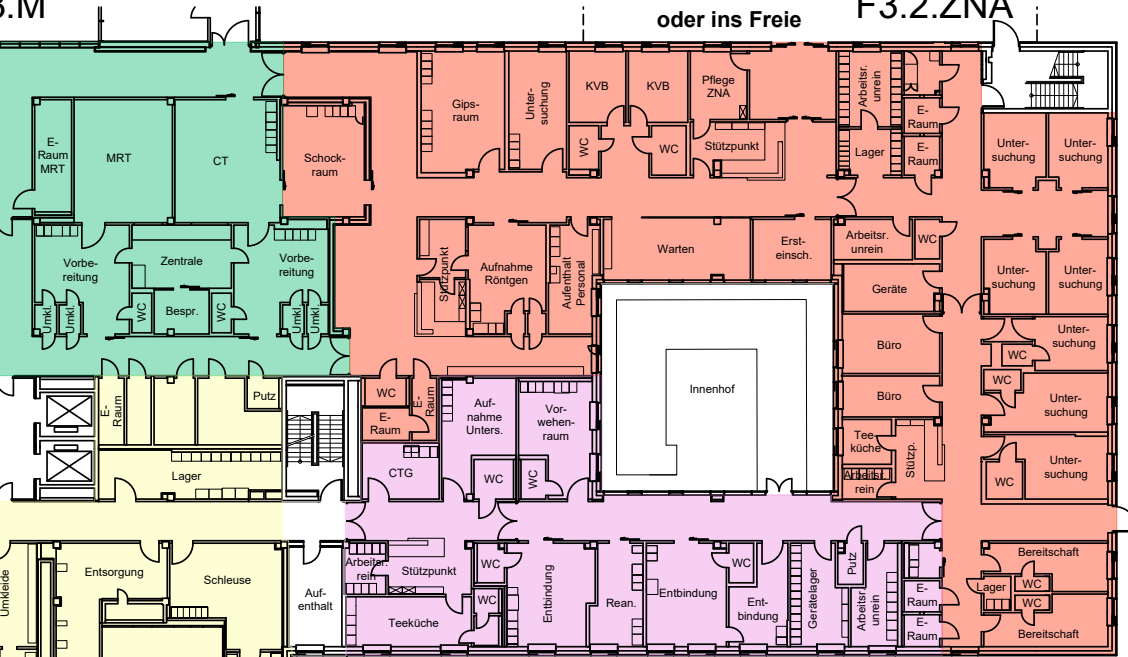 3.M
oder ins Freie
F3.2.ZNA
E-
Raum
MRT
MRT
CT
Schock-
raum
Gips-
raum
Unter-
suchung
KVB
KVB
Pflege
ZNA
WC
WC
Stützpunkt
Arbeitsr.
unrein
Lager
E-
Raum
E-
Raum
Unter-
suchung
Unter-
suchung
Vorbe-
reitung
Zentrale
Vorbe-
reitung
Umkl.
Umkl.
WC
Bespr.
WC
Umkl.
Umkl.
Stützpunkt
Aufnahme
Röntgen
Aufenthalt
Personal
Warten
Erst-
einsch.
Arbeitsr.
unrein
WC
Geräte
Unter-
suchung
Unter-
suchung
Büro
Büro
Unter-
suchung
WC
WC
Unter-
suchung
Innenhof
E-
Raum
Putz
WC
E-
Raum
E-
Raum
Auf-
nahme
Unters.
Vor-
wehen-
raum
Tee-
küche
Stützp.
Arbeitsr.
rein
Unter-
suchung
WC
Lager
CTG
WC
WC
Umkleide
Entsorgung
Schleuse
Auf-
enthalt
Arbeitsr.
rein
Stützpunkt
WC
WC
Teeküche
Entbindung
Rean.
Entbindung
WC
Ent-
bindung
Gerätelager
Putz
Arbeitsr.
unrein
E-
Raum
E-
Raum
Bereitschaft
Lager
WC
WC
Bereitschaft